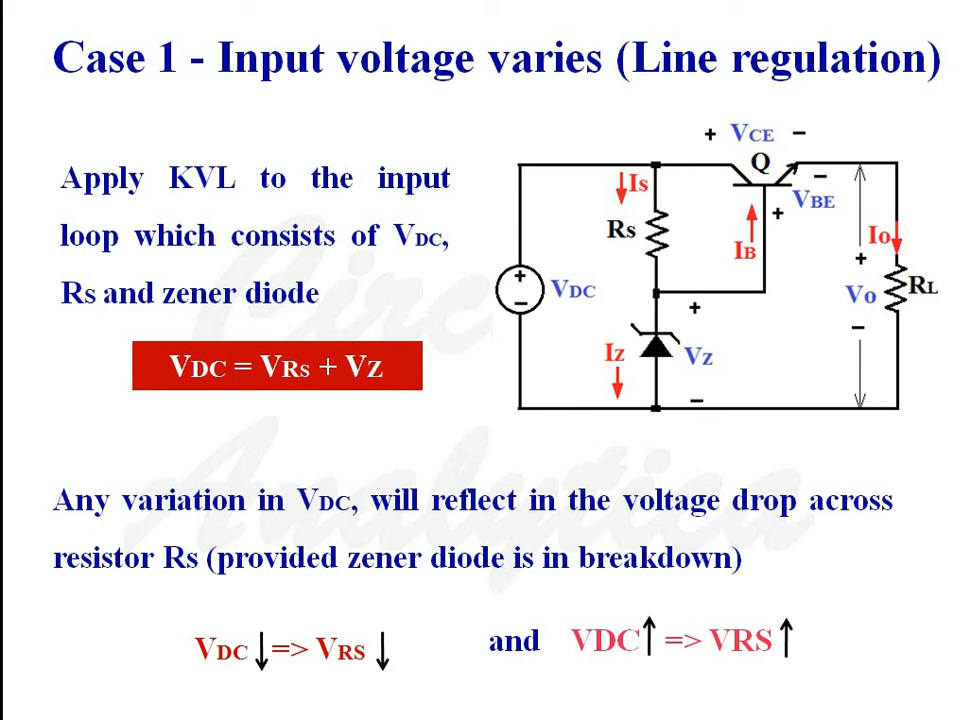 Case 1 - Input voltage varies (Line regulation)
Apply KVL to the input
loop which consists of VDC,
Rs and zener diode
VDC = VRS + VZ
+ VCE −
Q
−
VBE
+
IS
Rs
IB
Io
+
Vo
−
RL
+
−
VDC
+
IZ
VZ
−
Circuit
Analytica
Any variation in VDC, will reflect in the voltage drop across
resistor Rs (provided zener diode is in breakdown)
VDC↓=> VRS ↓ and VDC↑ => VRS↑